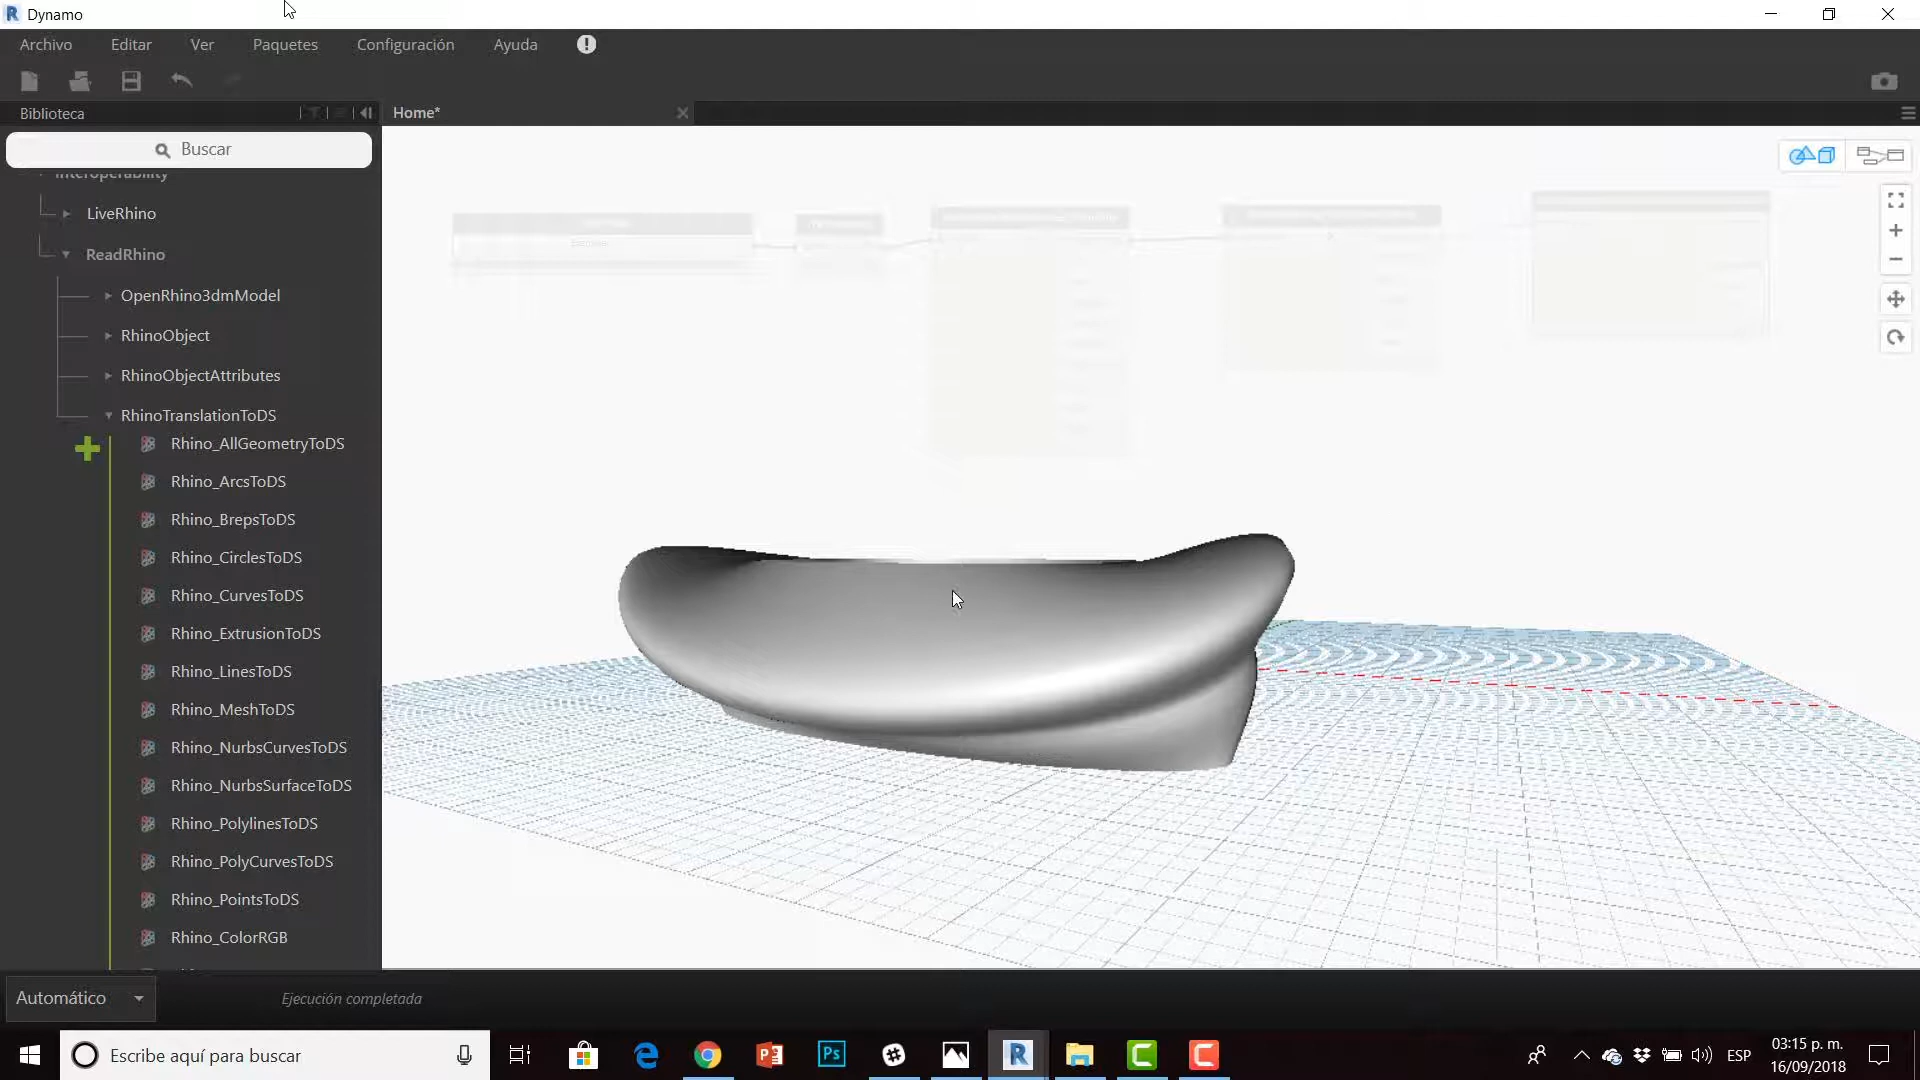 Dynamo
Archivo Editar Ver Paquetes Configuración Ayuda
Biblioteca
Home*
Buscar
Interoperability
LiveRhino
ReadRhino
OpenRhino3dmModel
RhinoObject
RhinoObjectAttributes
RhinoTranslationToDS
Rhino_AllGeometryToDS
Rhino_ArcsToDS
Rhino_BrepsToDS
Rhino_CirclesToDS
Rhino_CurvesToDS
Rhino_ExtrusionToDS
Rhino_LinesToDS
Rhino_MeshToDS
Rhino_NurbsCurvesToDS
Rhino_NurbsSurfaceToDS
Rhino_PolylinesToDS
Rhino_PolyCurvesToDS
Rhino_PointsToDS
Rhino_ColorRGB
Automático
Ejecución completada
Escribe aquí para buscar
ESP
03:15 p. m.
16/09/2018